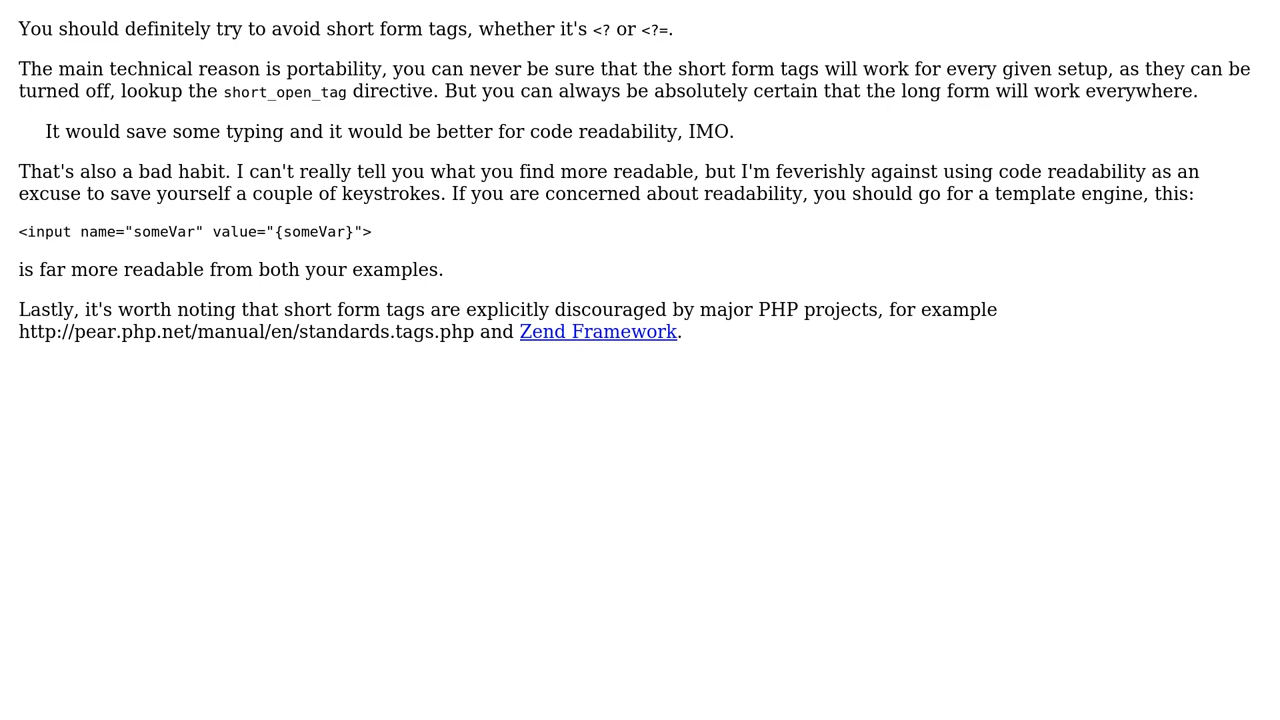 You should definitely try to avoid short form tags, whether it's <? or <?=.
The main technical reason is portability, you can never be sure that the short form tags will work for every given setup, as they can be
turned off, lookup the short_open_tag directive. But you can always be absolutely certain that the long form will work everywhere.
It would save some typing and it would be better for code readability, IMO.
That's also a bad habit. I can't really tell you what you find more readable, but I'm feverishly against using code readability as an
excuse to save yourself a couple of keystrokes. If you are concerned about readability, you should go for a template engine, this:
<input name="someVar" value="{someVar}">
is far more readable from both your examples.
Lastly, it's worth noting that short form tags are explicitly discouraged by major PHP projects, for example
http://pear.php.net/manual/en/standards.tags.php and Zend Framework.